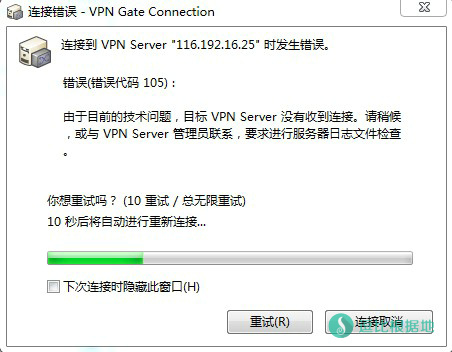 连接错误 - VPN Gate Connection
连接到 VPN Server "116.192.16.25" 时发生错误。
错误(错误代码 105)：
由于目前的技术问题，目标 VPN Server 没有收到连接。请稍候
，或与 VPN Server 管理员联系，要求进行服务器日志文件检查
。
你想重试吗？ (10 重试 / 总无限重试)
10 秒后将自动进行重新连接...
下次连接时隐藏此窗口(H)
重试(R)
连接取消